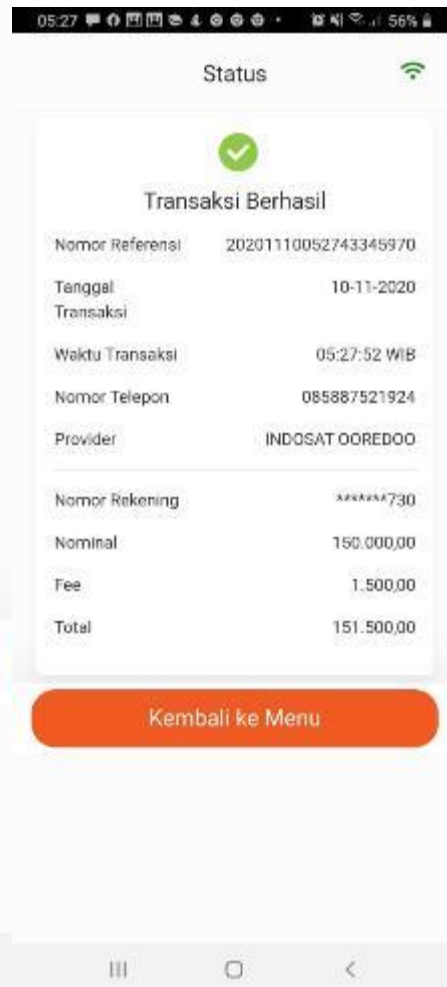 05:27
56%
Status
Transaksi Berhasil
Nomor Referensi 20201110052743345970
Tanggal Transaksi 10-11-2020
Waktu Transaksi 05:27:52 WIB
Nomor Telepon 085887521924
Provider INDOSAT OOREDOO
Nomor Rekening *******730
Nominal 150.000,00
Fee 1.500,00
Total 151.500,00
Kembali ke Menu